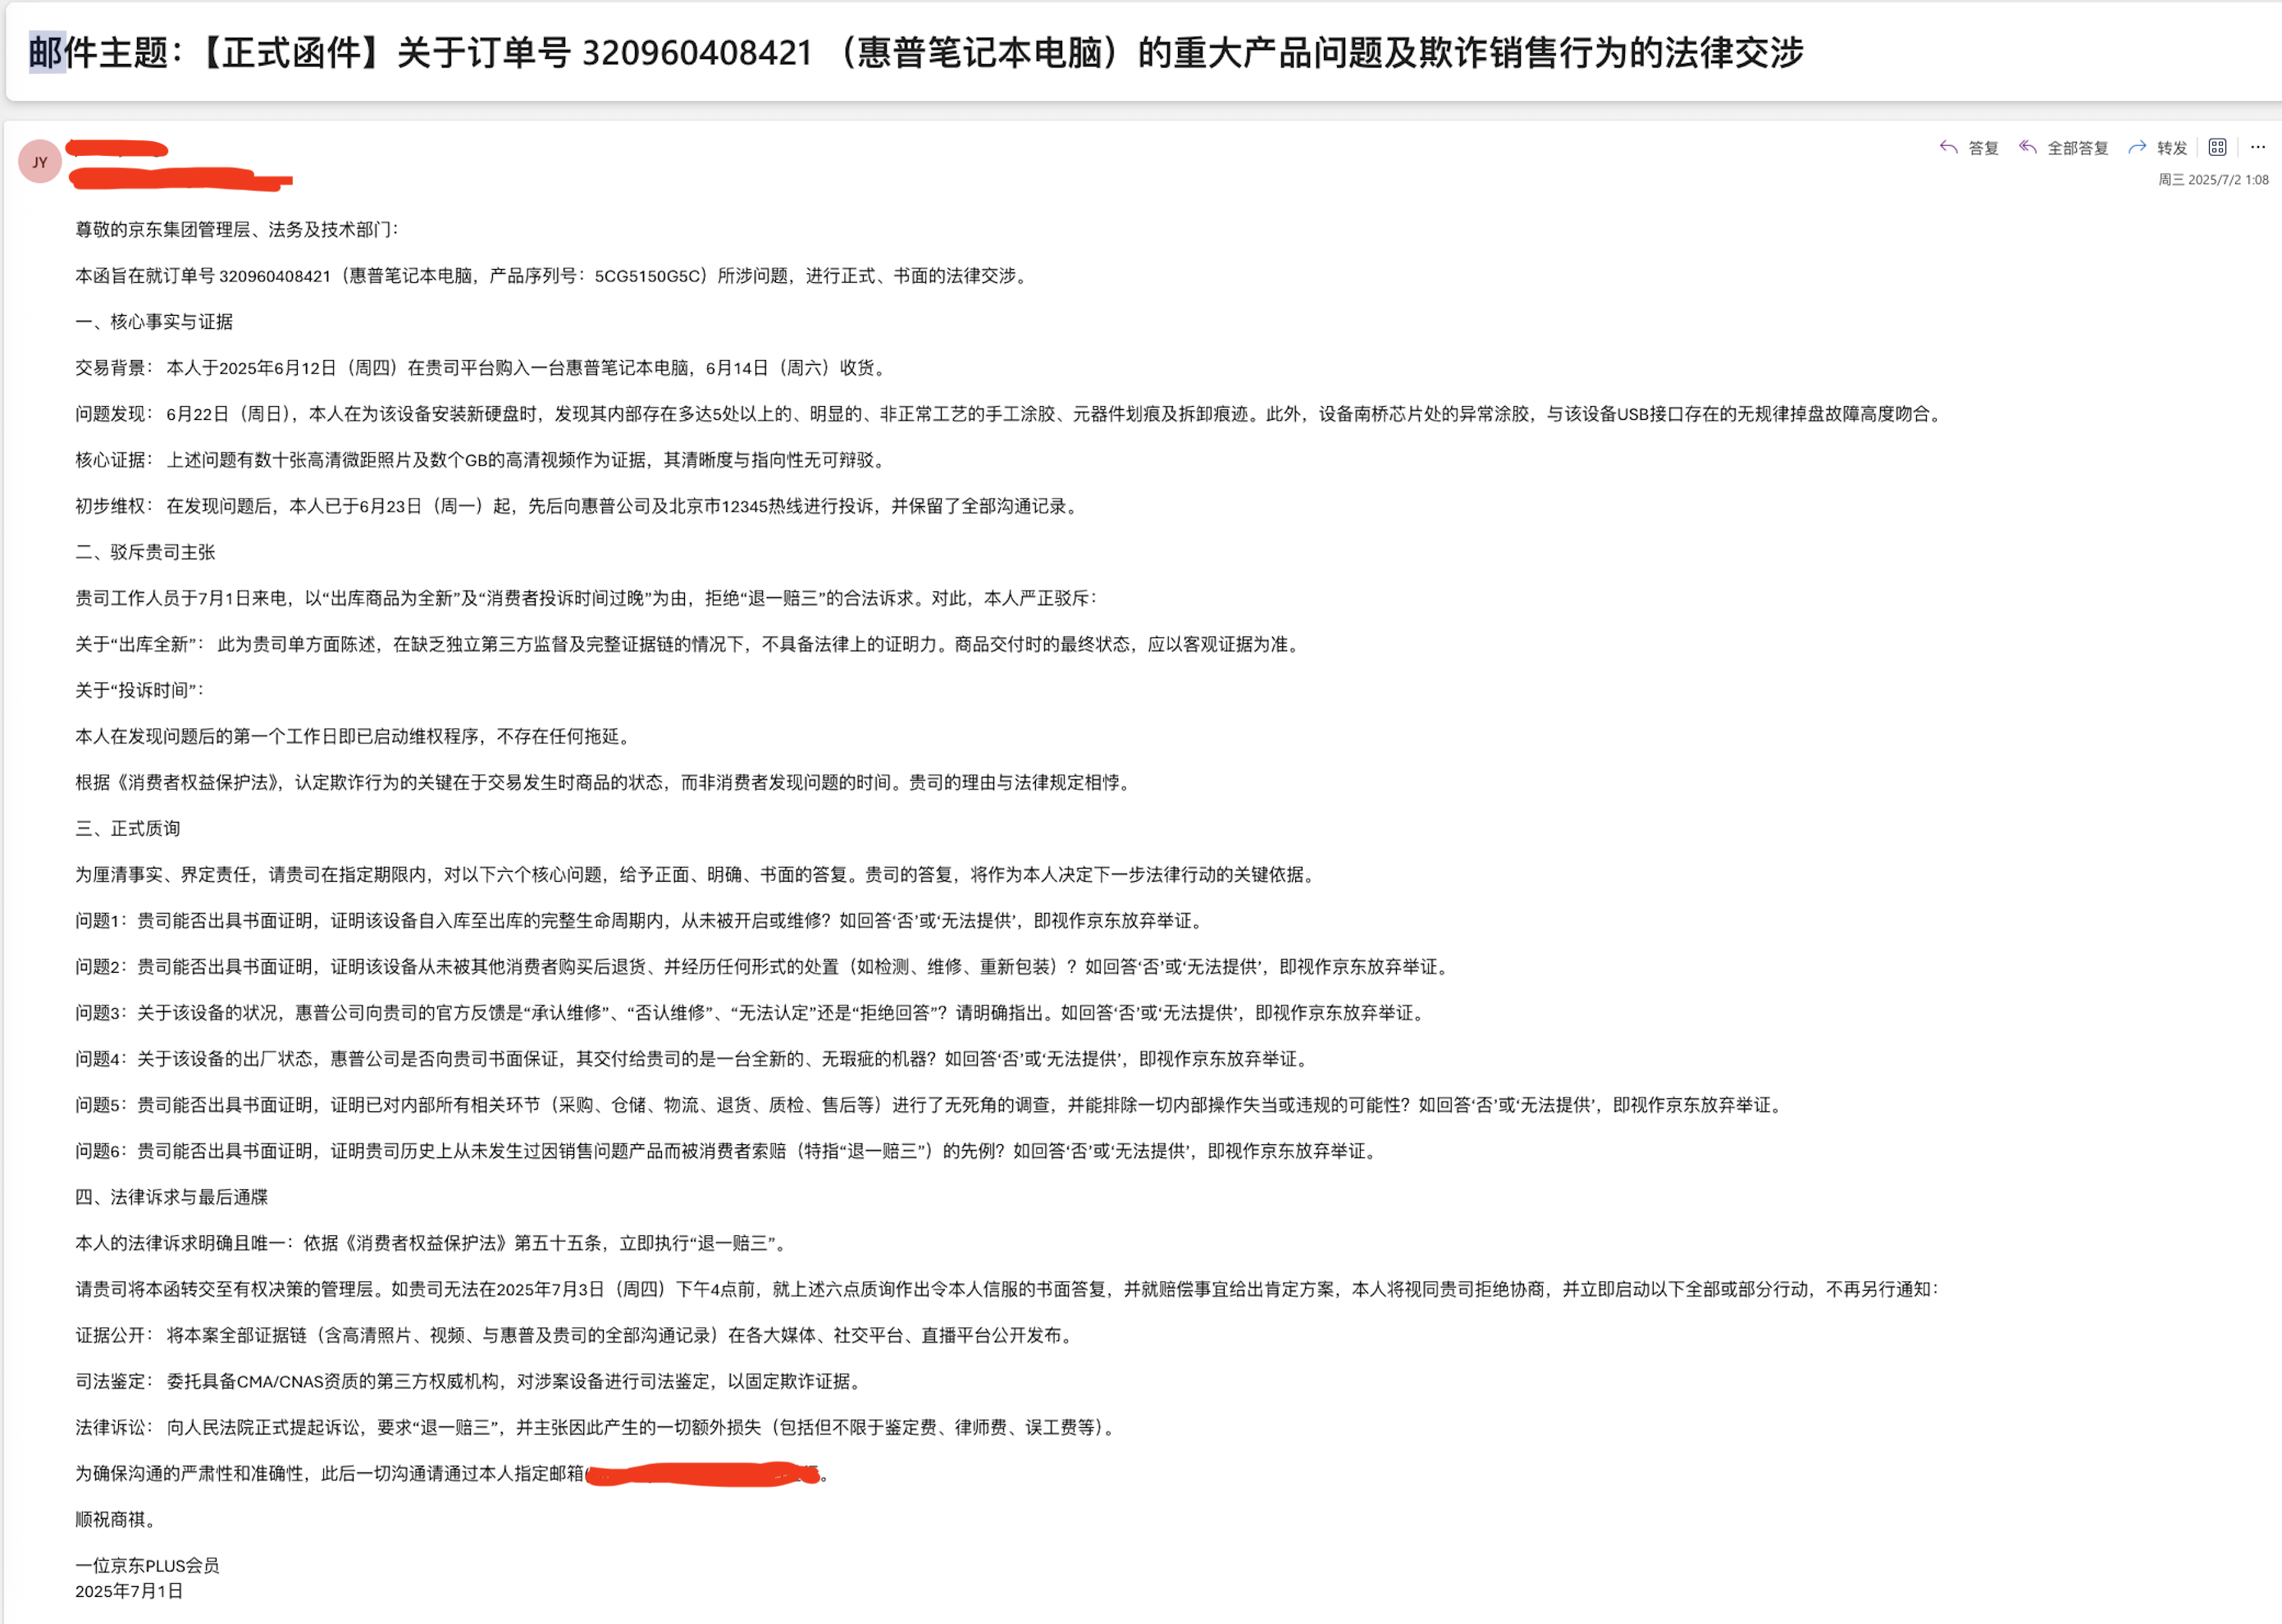 邮件主题：【正式函件】关于订单号 320960408421 （惠普笔记本电脑）的重大产品问题及欺诈销售行为的法律交涉
JY
答复 全部答复 转发
周三 2025/7/2 1:08
尊敬的京东集团管理层、法务及技术部门：
本函旨在就订单号 320960408421（惠普笔记本电脑，产品序列号：5CG5150G5C）所涉问题，进行正式、书面的法律交涉。
一、核心事实与证据
交易背景： 本人于2025年6月12日（周四）在贵司平台购入一台惠普笔记本电脑，6月14日（周六）收货。
问题发现： 6月22日（周日），本人在为该设备安装新硬盘时，发现其内部存在多达5处以上的、明显的、非正常工艺的手工涂胶、元器件划痕及拆卸痕迹。此外，设备南桥芯片处的异常涂胶，与该设备USB接口存在的无规律掉盘故障高度吻合。
核心证据： 上述问题有数十张高清微距照片及数个GB的高清视频作为证据，其清晰度与指向性无可辩驳。
初步维权： 在发现问题后，本人已于6月23日（周一）起，先后向惠普公司及北京市12345热线进行投诉，并保留了全部沟通记录。
二、驳斥贵司主张
贵司工作人员于7月1日来电，以“出库商品为全新”及“消费者投诉时间过晚”为由，拒绝“退一赔三”的合法诉求。对此，本人严正驳斥：
关于“出库全新”： 此为贵司单方面陈述，在缺乏独立第三方监督及完整证据链的情况下，不具备法律上的证明力。商品交付时的最终状态，应以客观证据为准。
关于“投诉时间”：
本人在发现问题后的第一个工作日即已启动维权程序，不存在任何拖延。
根据《消费者权益保护法》，认定欺诈行为的关键在于交易发生时商品的状态，而非消费者发现问题的时间。贵司的理由与法律规定相悖。
三、正式质询
为厘清事实、界定责任，请贵司在指定期限内，对以下六个核心问题，给予正面、明确、书面的答复。贵司的答复，将作为本人决定下一步法律行动的关键依据。
问题1：贵司能否出具书面证明，证明该设备自入库至出库的完整生命周期内，从未被开启或维修？如回答‘否’或‘无法提供’，即视作京东放弃举证。
问题2：贵司能否出具书面证明，证明该设备从未被其他消费者购买后退货、并经历任何形式的处置（如检测、维修、重新包装）？如回答‘否’或‘无法提供’，即视作京东放弃举证。
问题3：关于该设备的状况，惠普公司向贵司的官方反馈是“承认维修”、“否认维修”、“无法认定”还是“拒绝回答”？请明确指出。如回答‘否’或‘无法提供’，即视作京东放弃举证。
问题4：关于该设备的出厂状态，惠普公司是否向贵司书面保证，其交付给贵司的是一台全新的、无瑕疵的机器？如回答‘否’或‘无法提供’，即视作京东放弃举证。
问题5：贵司能否出具书面证明，证明已对内部所有相关环节（采购、仓储、物流、退货、质检、售后等）进行了无死角的调查，并能排除一切内部操作失当或违规的可能性？如回答‘否’或‘无法提供’，即视作京东放弃举证。
问题6：贵司能否出具书面证明，证明贵司历史上从未发生过因销售问题产品而被消费者索赔（特指“退一赔三”）的先例？如回答‘否’或‘无法提供’，即视作京东放弃举证。
四、法律诉求与最后通牒
本人的法律诉求明确且唯一：依据《消费者权益保护法》第五十五条，立即执行“退一赔三”。
请贵司将本函转交至有权决策的管理层。如贵司无法在2025年7月3日（周四）下午4点前，就上述六点质询作出令本人信服的书面答复，并就赔偿事宜给出肯定方案，本人将视同贵司拒绝协商，并立即启动以下全部或部分行动，不再另行通知：
证据公开： 将本案全部证据链（含高清照片、视频、与惠普及贵司的全部沟通记录）在各大媒体、社交平台、直播平台公开发布。
司法鉴定： 委托具备CMA/CNAS资质的第三方权威机构，对涉案设备进行司法鉴定，以固定欺诈证据。
法律诉讼： 向人民法院正式提起诉讼，要求“退一赔三”，并主张因此产生的一切额外损失（包括但不限于鉴定费、律师费、误工费等）。
为确保沟通的严肃性和准确性，此后一切沟通请通过本人指定邮箱(。
顺祝商祺。
一位京东PLUS会员
2025年7月1日